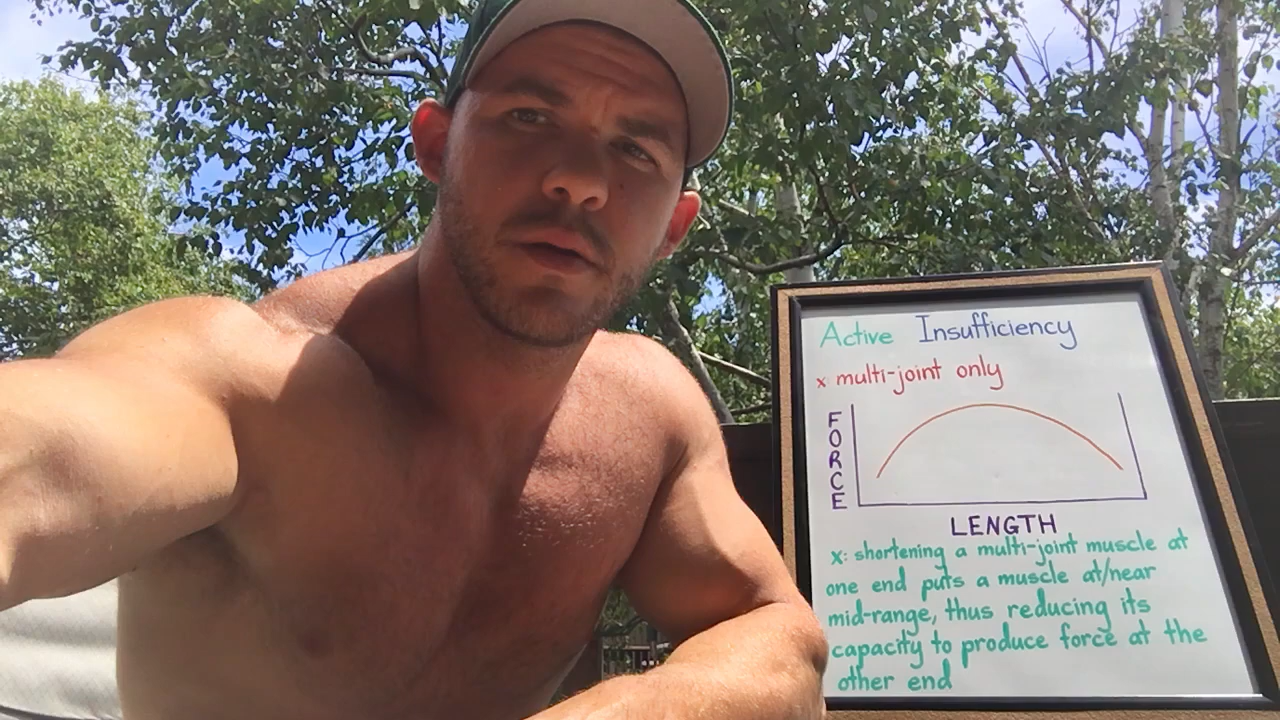 Active Insufficiency
x multi-joint only
FORCE
LENGTH
x: shortening a multi-joint muscle at
one end puts a muscle at/near
mid-range, thus reducing its
capacity to produce force at the
other end